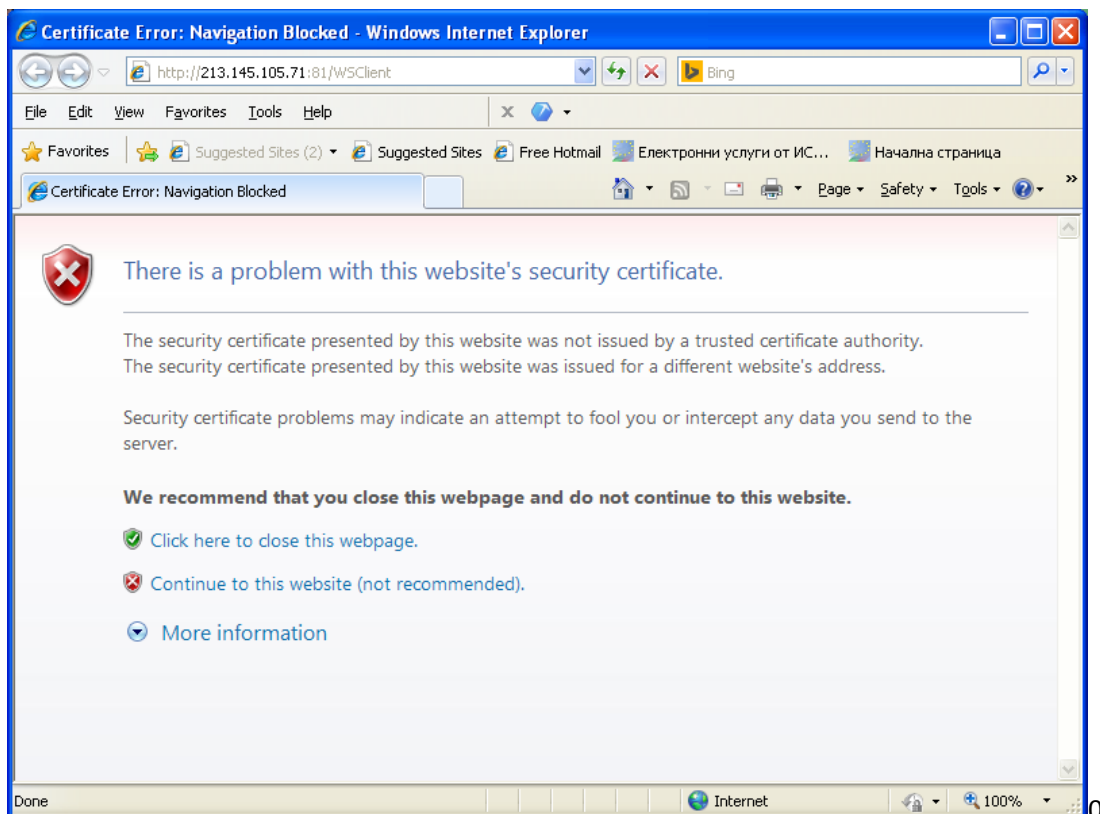 Certificate Error: Navigation Blocked - Windows Internet Explorer
http://213.145.105.71:81/WSClient Bing
File Edit View Favorites Tools Help X
Favorites Suggested Sites (2) Suggested Sites Free Hotmail Електронни услуги от ИС... Начална страница
Certificate Error: Navigation Blocked Page Safety Tools »
There is a problem with this website's security certificate.
The security certificate presented by this website was not issued by a trusted certificate authority.
The security certificate presented by this website was issued for a different website's address.
Security certificate problems may indicate an attempt to fool you or intercept any data you send to the
server.
We recommend that you close this webpage and do not continue to this website.
Click here to close this webpage.
Continue to this website (not recommended).
More information
Done Internet 100%